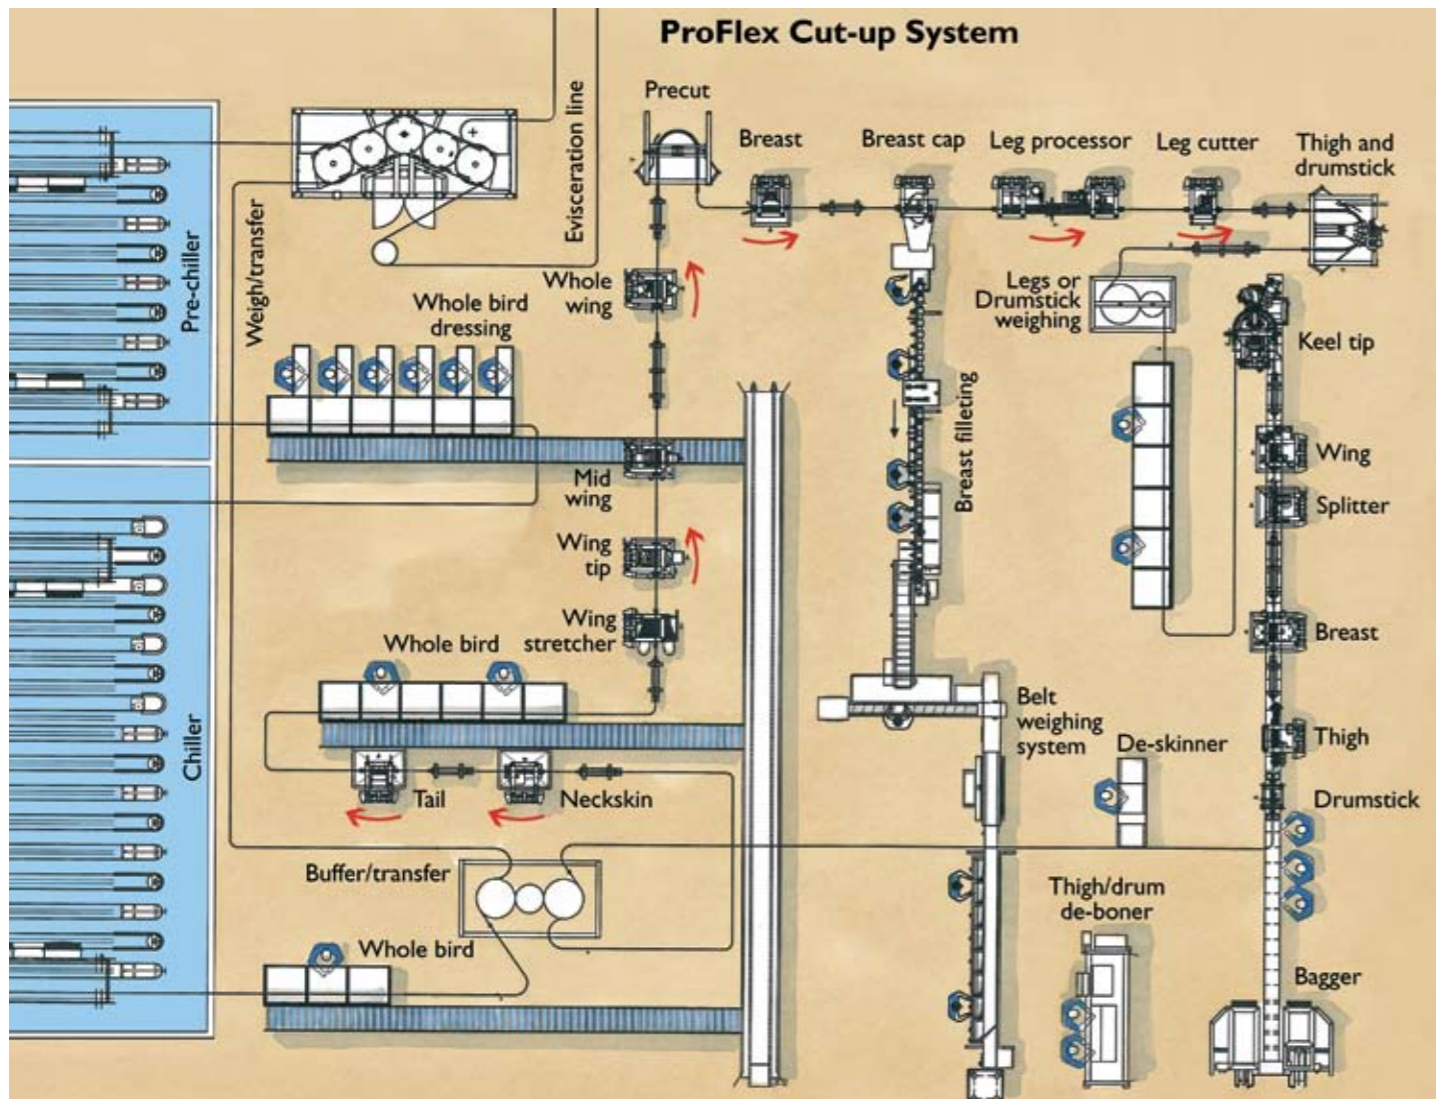 ProFlex Cut-up System
Precut
Breast
Breast cap
Leg processor
Leg cutter
Thigh and
drumstick
Evisceration line
Pre-chiller
Weigh/transfer
Whole
wing
Legs or
Drumstick
weighing
Whole bird
dressing
Keel tip
Breast filleting
Wing
Mid
wing
Splitter
Wing
tip
Wing
stretcher
Whole bird
Breast
Chiller
Belt
weighing
system
De-skinner
Thigh
Tail
Neckskin
Drumstick
Buffer/transfer
Thigh/drum
de-boner
Whole bird
Bagger